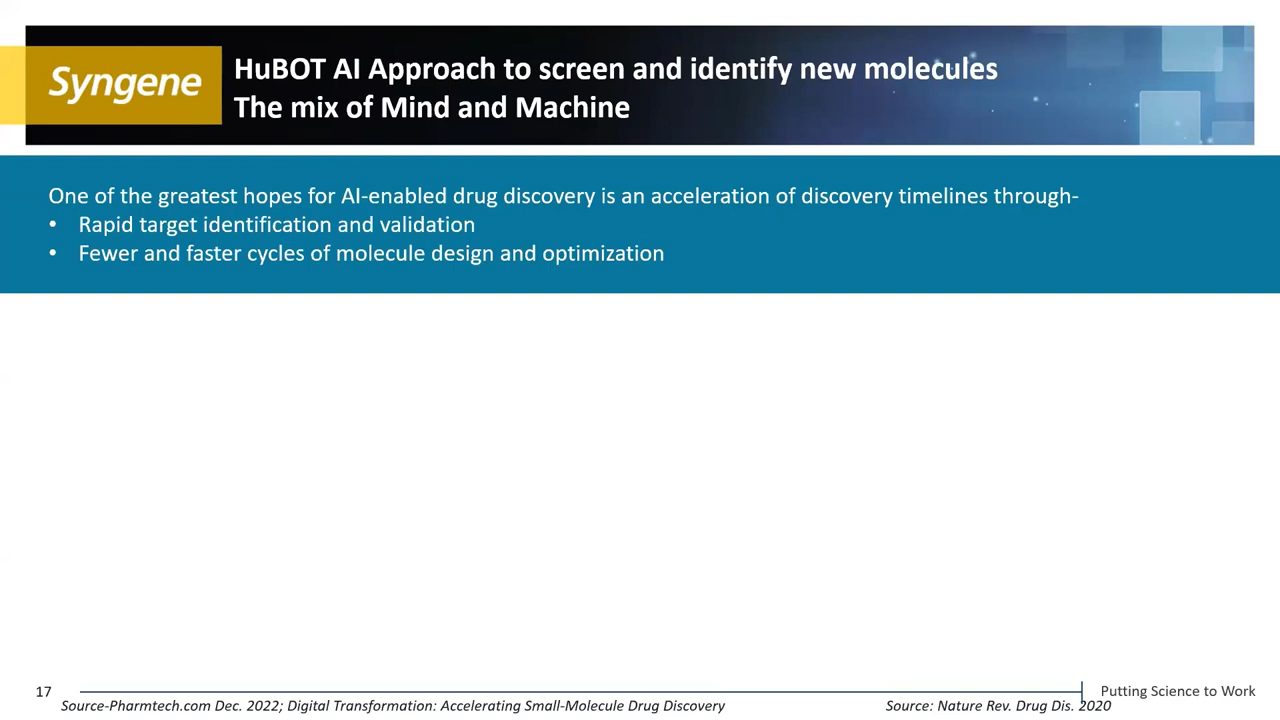 Syngene
HuBOT AI Approach to screen and identify new molecules
The mix of Mind and Machine
One of the greatest hopes for AI-enabled drug discovery is an acceleration of discovery timelines through-
• Rapid target identification and validation
• Fewer and faster cycles of molecule design and optimization
17
Putting Science to Work
Source-Pharmtech.com Dec. 2022; Digital Transformation: Accelerating Small-Molecule Drug Discovery
Source: Nature Rev. Drug Dis. 2020